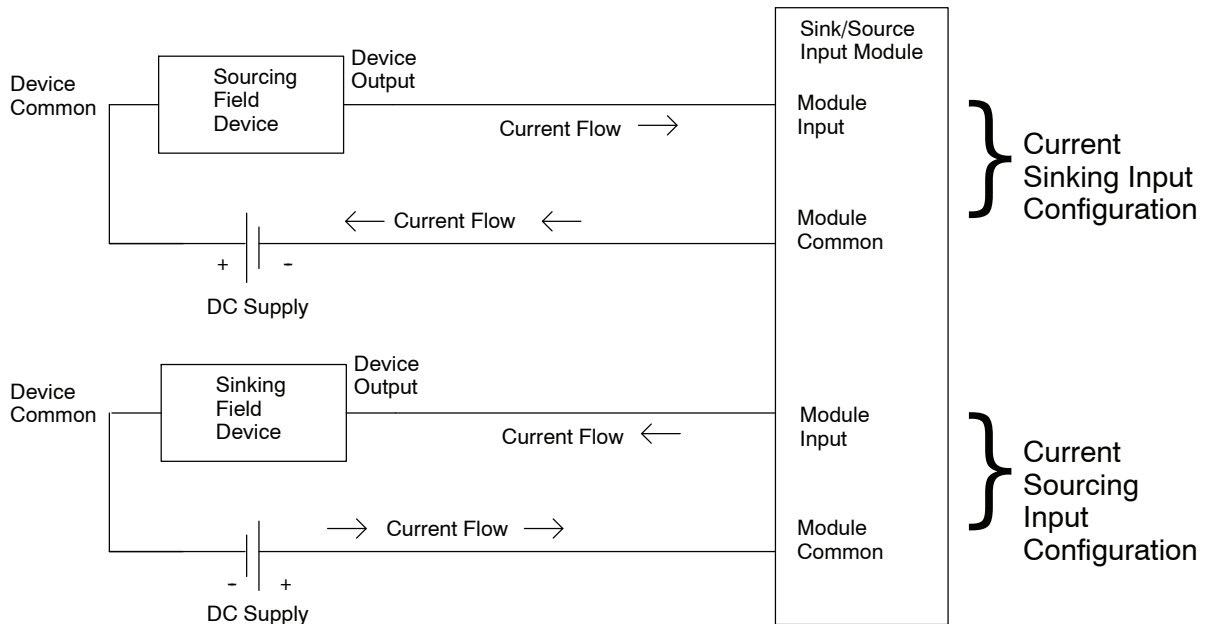 Sink/Source
Input Module
Device
Common
Sourcing
Field
Device
Device
Output
Current Flow
Module
Input
Current
Sinking Input
Configuration
Current Flow
Module
Common
+ -
DC Supply
Device
Common
Sinking
Field
Device
Device
Output
Current Flow
Module
Input
Current
Sourcing
Input
Configuration
Current Flow
Module
Common
- +
DC Supply